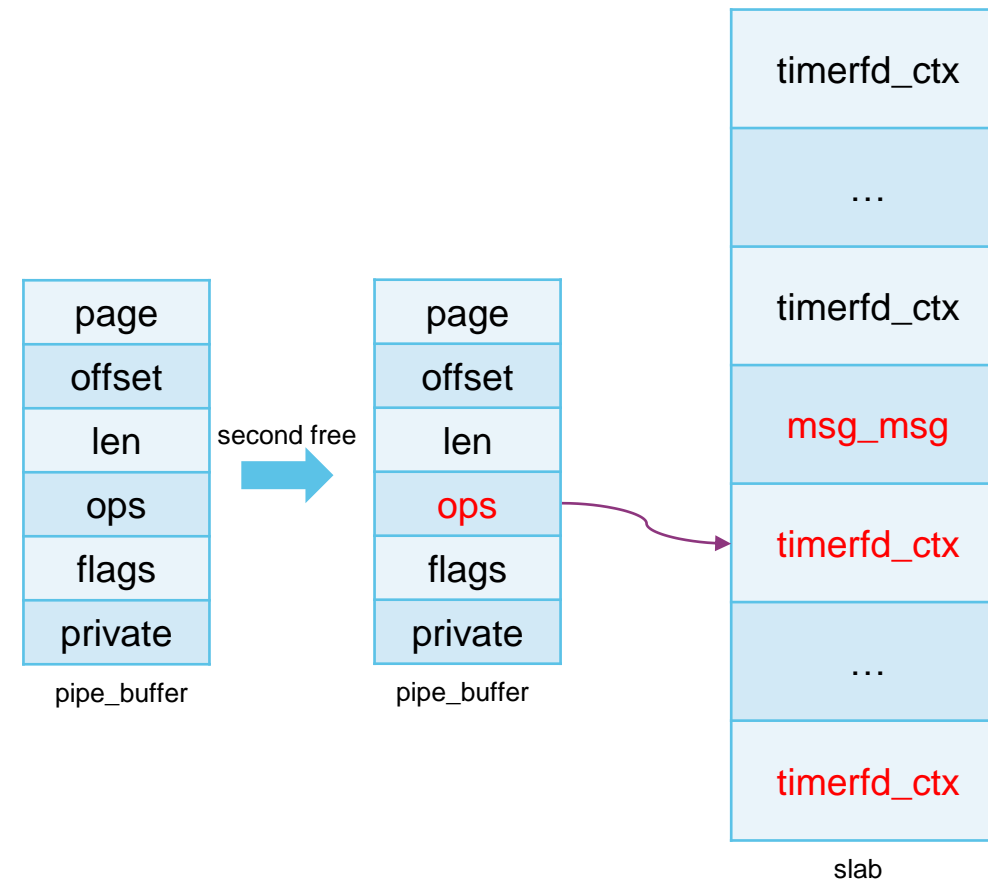 page
offset
len
ops
flags
private
pipe_buffer
second free
page
offset
len
ops
flags
private
pipe_buffer
timerfd_ctx
…
timerfd_ctx
msg_msg
timerfd_ctx
…
timerfd_ctx
slab